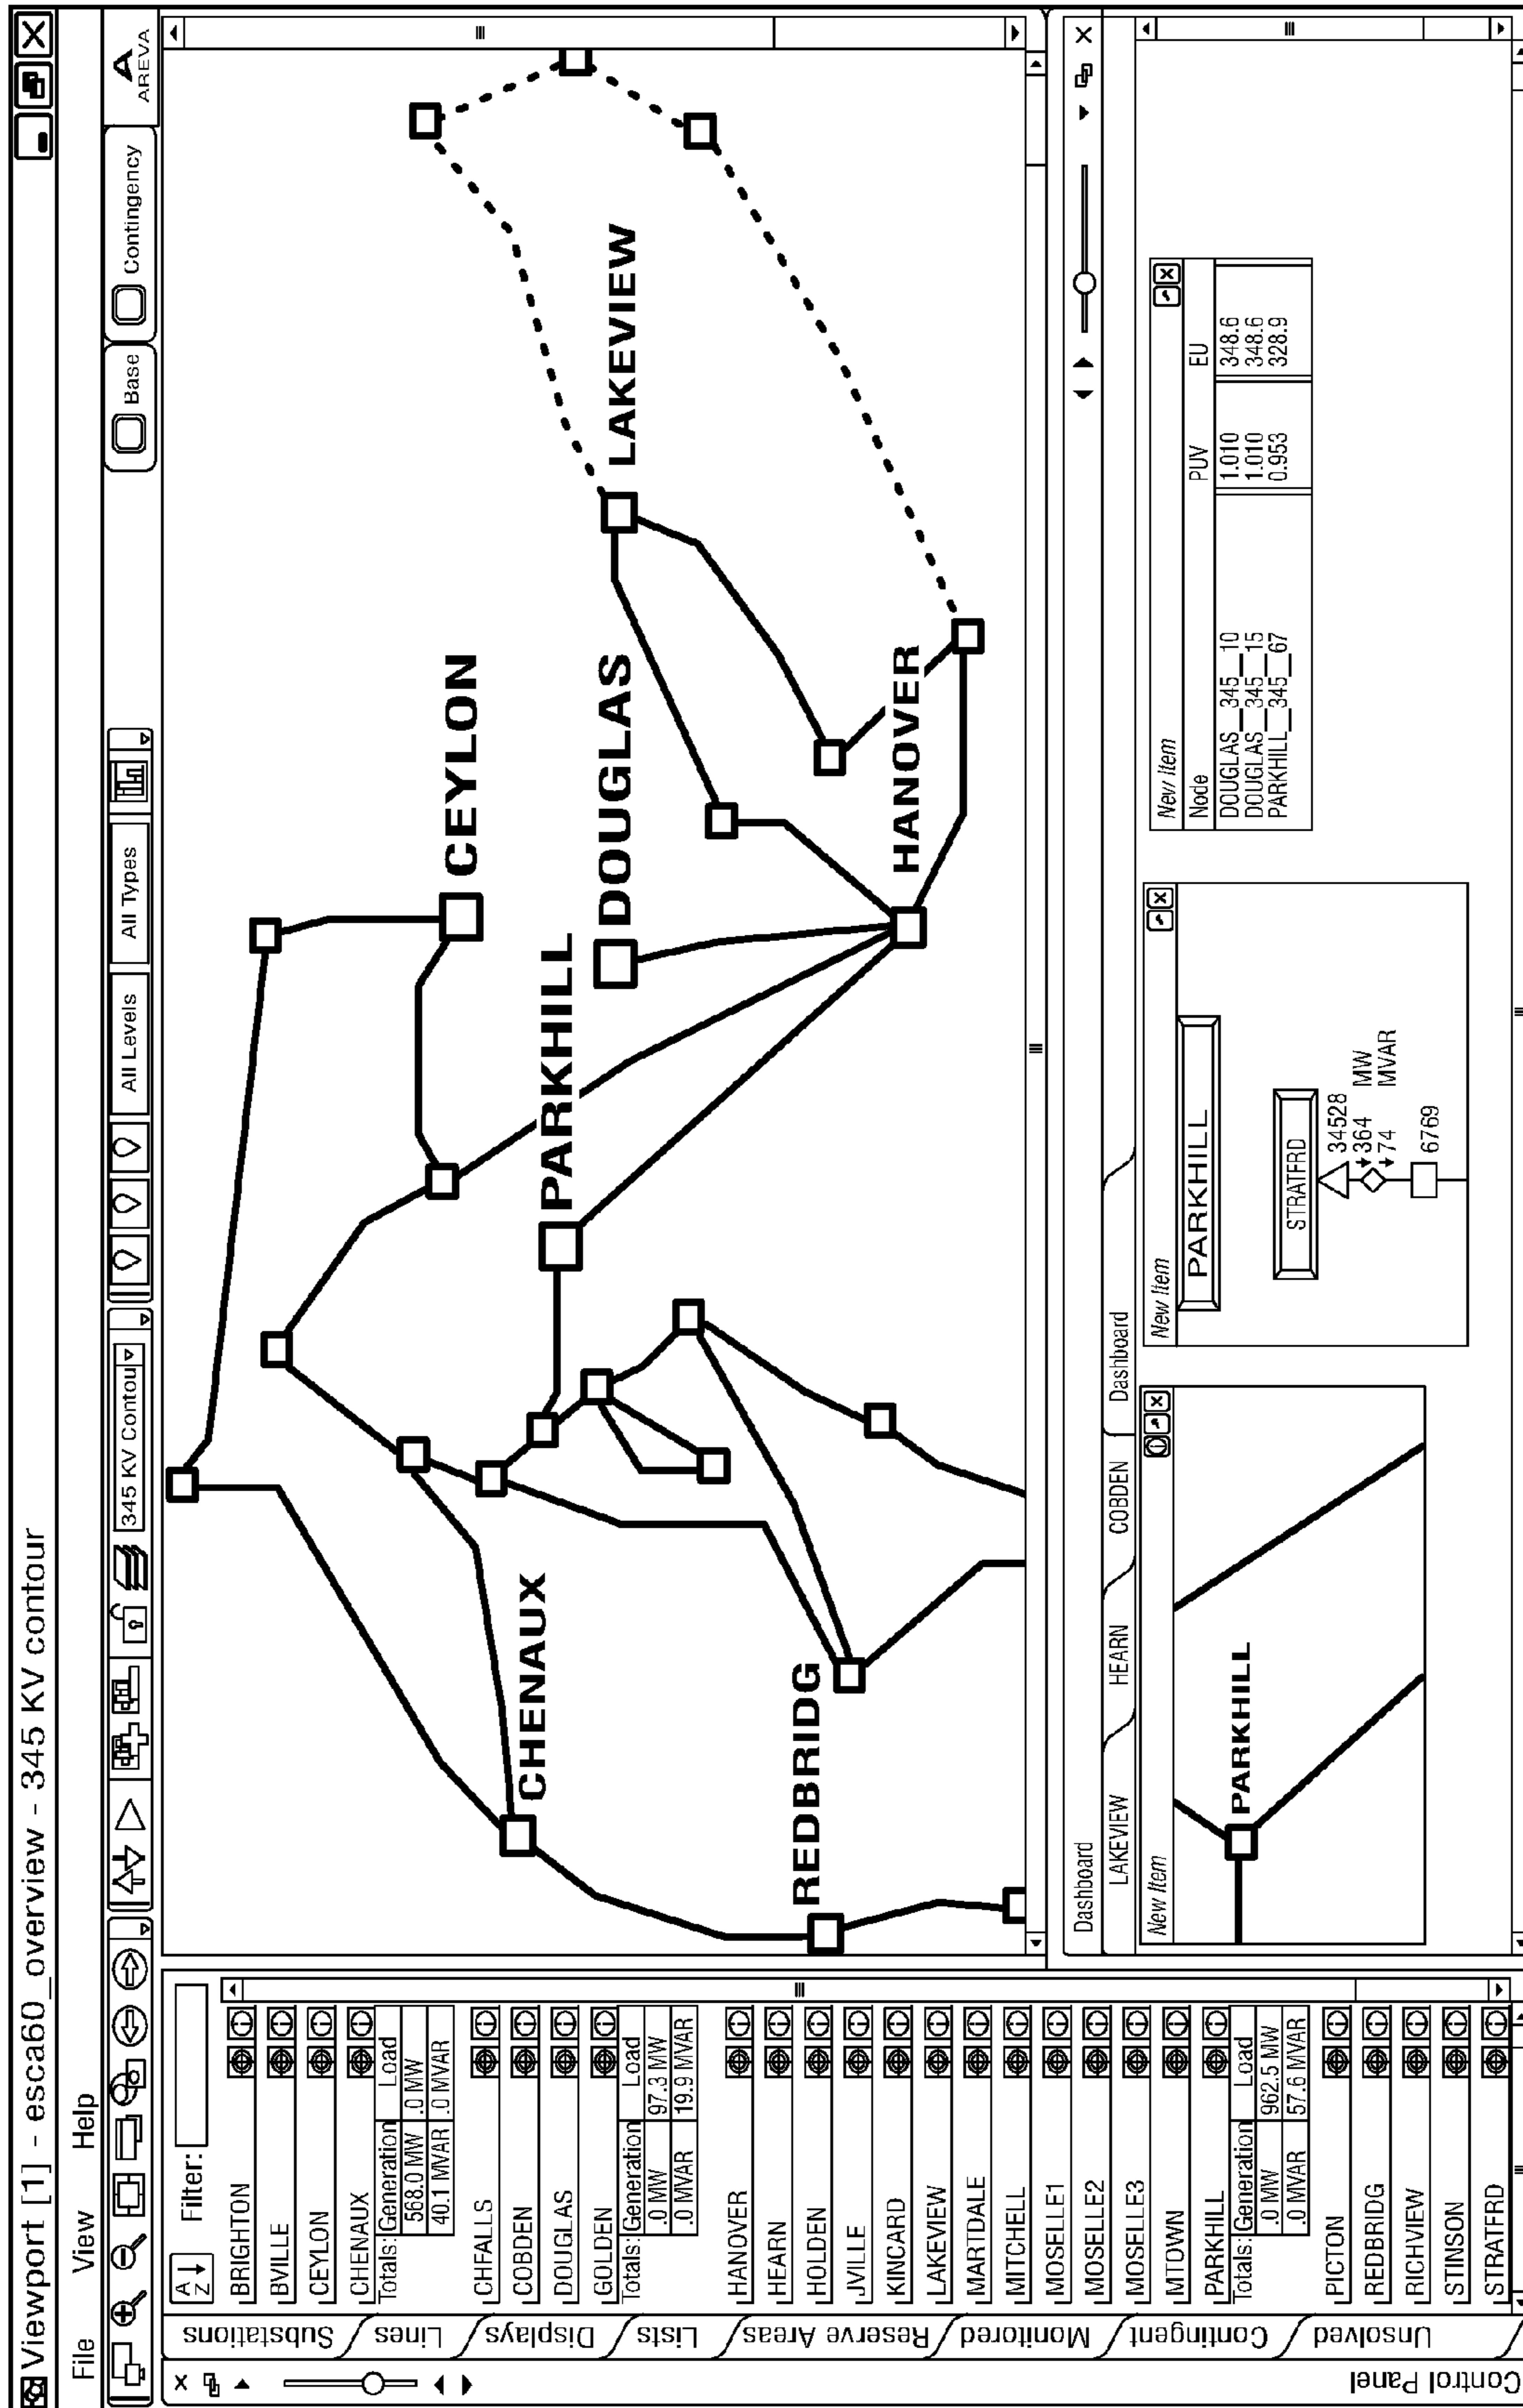 Viewport [1] - esca60_overview - 345 KV contour
File View Help
345 KV Contou
All Levels
All Types
Base
Contingency
A
AREVA
Control Panel
Substations
Lines
Displays
Lists
Reserve Areas
Monitored
Contingent
Unsolved
A
Z
Filter:
BRIGHTON
BVILLE
CEYLON
CHENAUX
Totals: Generation Load
568.0 MW .0 MW
40.1 MVAR .0 MVAR
CHFALLS
COBDEN
DOUGLAS
GOLDEN
Totals: Generation Load
.0 MW 97.3 MW
.0 MVAR 19.9 MVAR
HANOVER
HEARN
HOLDEN
JVILLE
KINCARD
LAKEVIEW
MARTDALE
MITCHELL
MOSELLE1
MOSELLE2
MOSELLE3
MTOWN
PARKHILL
Totals: Generation Load
.0 MW 962.5 MW
.0 MVAR 57.6 MVAR
PICTON
REDBRIDG
RICHVIEW
STINSON
STRATFRD
CEYLON
CHENAUX
PARKHILL
DOUGLAS
LAKEVIEW
REDBRIDG
HANOVER
Dashboard
LAKEVIEW HEARN COBDEN Dashboard
New Item
PARKHILL
New Item
PARKHILL
STRATFRD
34528
364 MW
74 MVAR
6769
New Item
Node PUV EU
DOUGLAS__345__10 1.010 348.6
DOUGLAS__345__15 1.010 348.6
PARKHILL__345__67 0.953 328.9